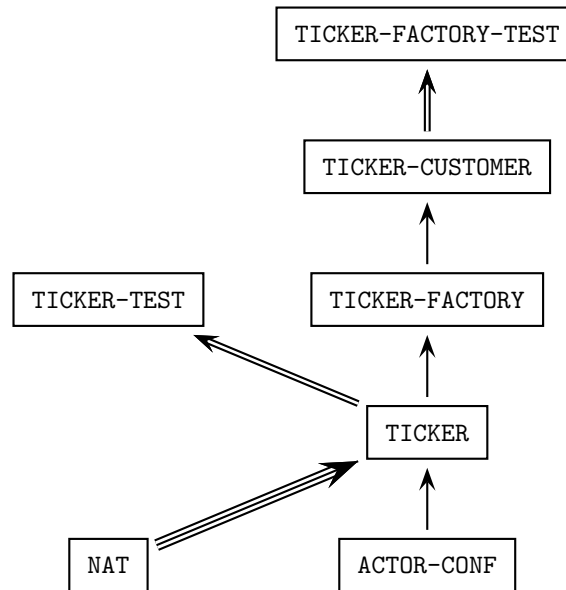 TICKER-FACTORY-TEST
TICKER-CUSTOMER
TICKER-TEST
TICKER-FACTORY
TICKER
NAT
ACTOR-CONF